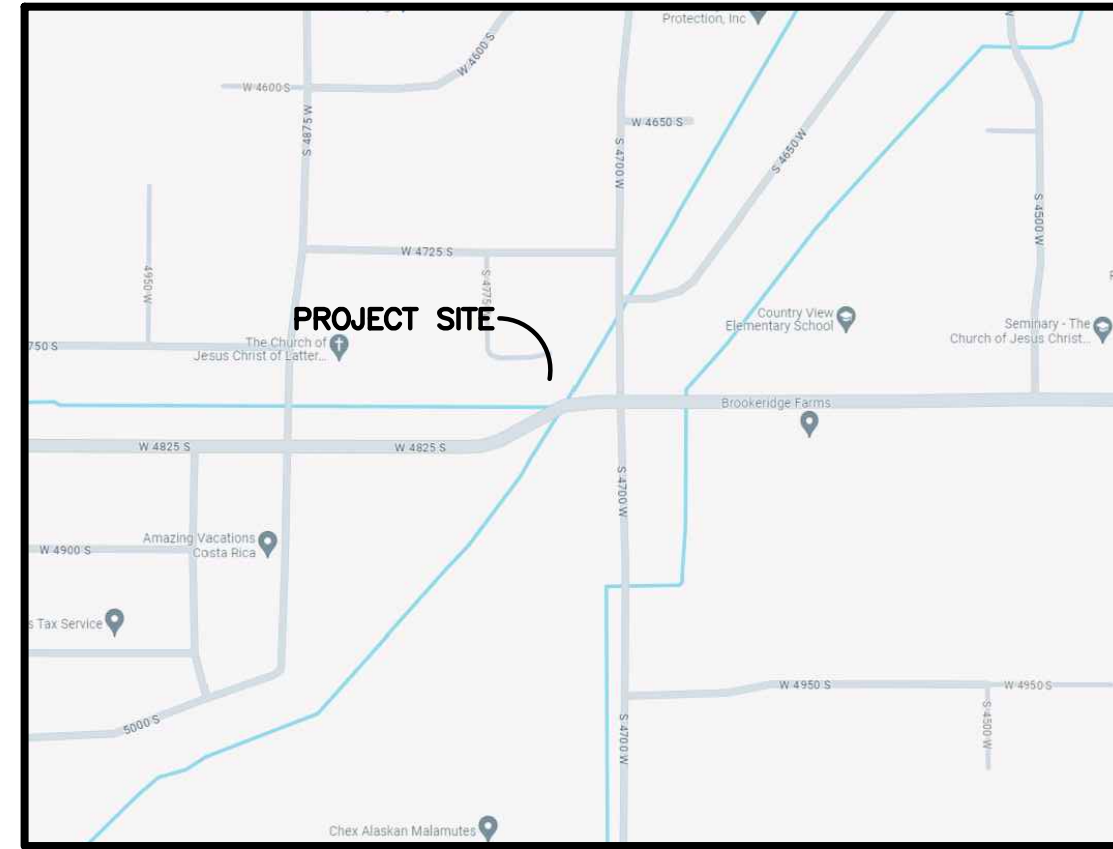 Protection, Inc
W 4600 S
W 4600 S
S 4875 W
W 4650 S
S 4700 W
S 4650 W
S 4500 W
W 4725 S
4950 W
S 4775
PROJECT SITE
750 S
The Church of
Jesus Christ of Latter...
Country View
Elementary School
Seminary - The
Church of Jesus Christ...
Brookeridge Farms
W 4825 S
W 4825 S
S 4700 W
Amazing Vacations
Costa Rica
W 4900 S
s Tax Service
W 4950 S
W 4950 S
S 4500 W
5000 S
S 4700 W
Chex Alaskan Malamutes